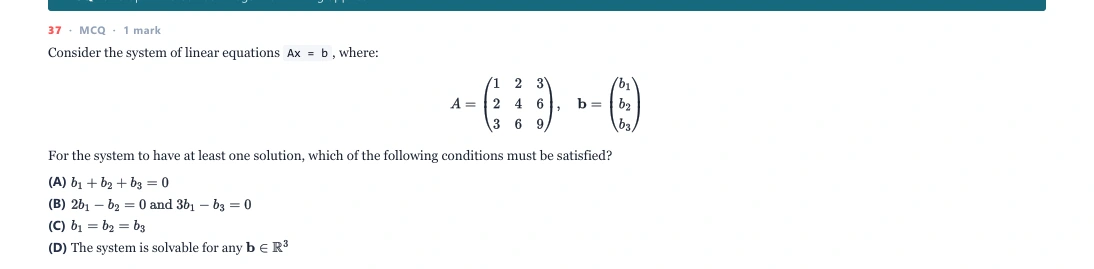 37 · MCQ · 1 mark
Consider the system of linear equations Ax = b, where:
A = (1 2 3; 2 4 6; 3 6 9), b = (b₁; b₂; b₃)
For the system to have at least one solution, which of the following conditions must be satisfied?
(A) b₁ + b₂ + b₃ = 0
(B) 2b₁ − b₂ = 0 and 3b₁ − b₃ = 0
(C) b₁ = b₂ = b₃
(D) The system is solvable for any b ∈ ℝ³